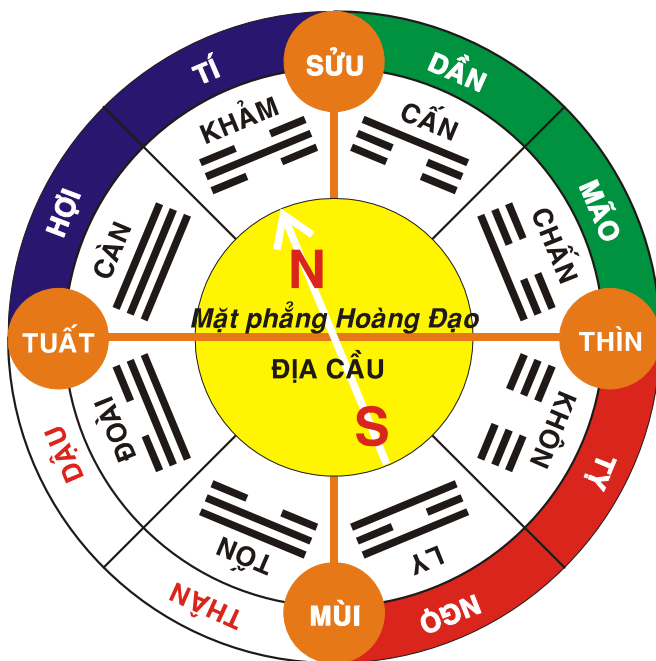 TÍ
SỬU
DẦN
KHẢM
CẤN
HỢI
MÃO
CÀN
CHẤN
N
Mặt phẳng Hoàng Đạo
TUẤT
THÌN
ĐỊA CẦU
S
ĐOÀI
KHÔN
DẬU
TỴ
TỐN
LY
THÂN
MÙI
NGỌ